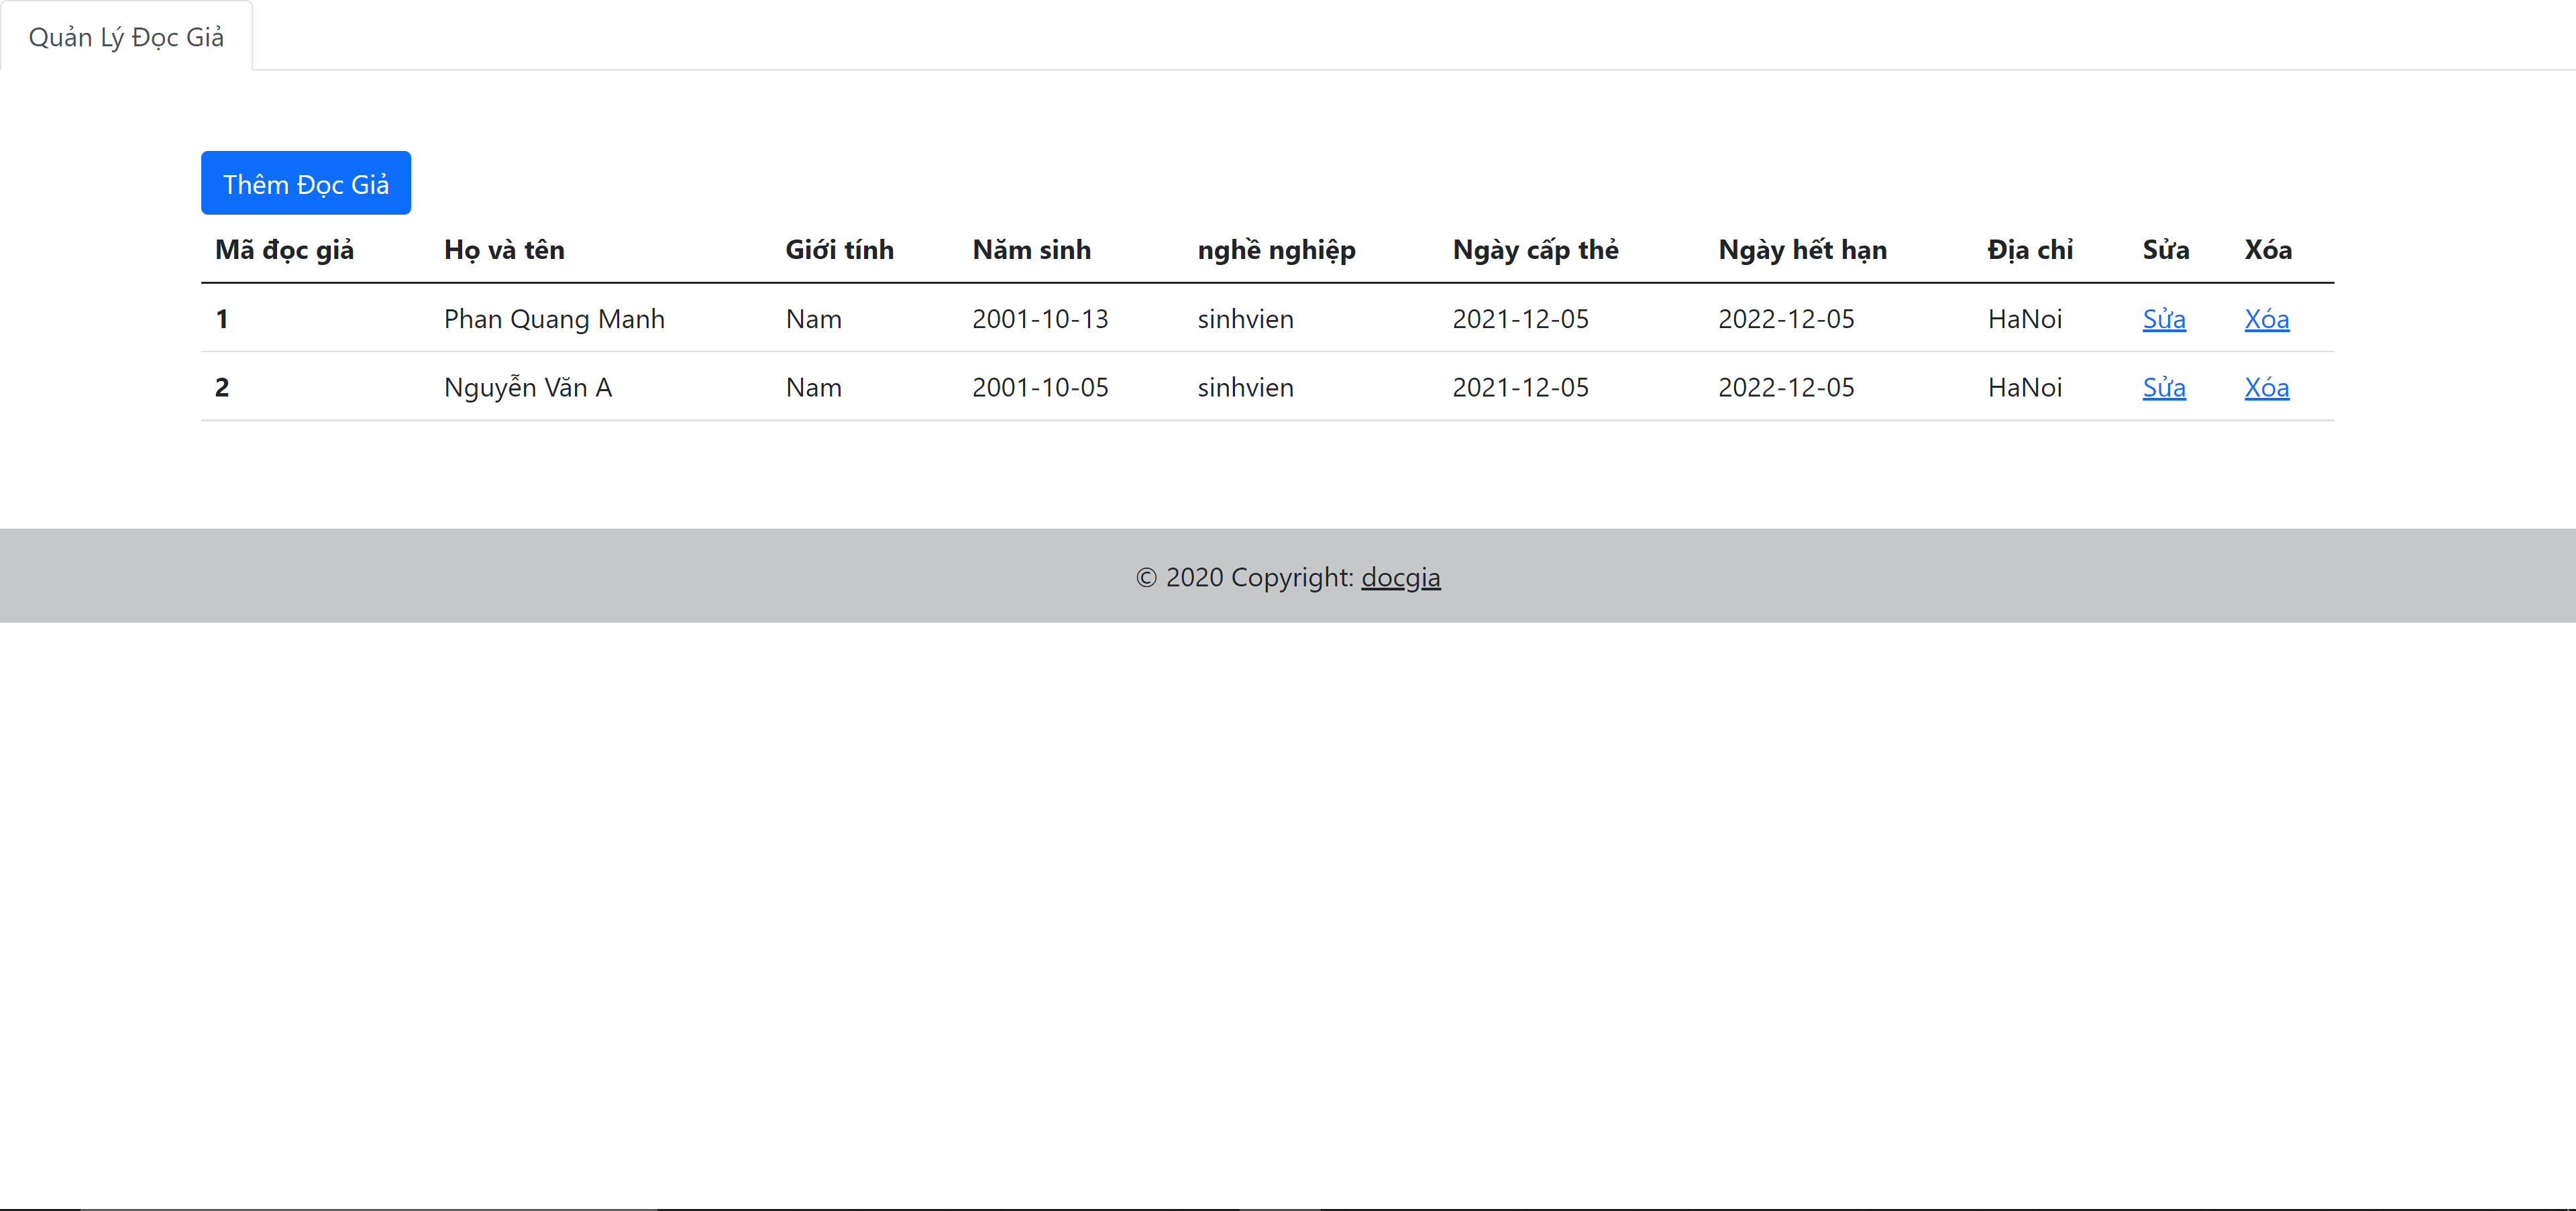 Quản Lý Đọc Giả
Thêm Đọc Giả
Mã đọc giả Họ và tên Giới tính Năm sinh nghề nghiệp Ngày cấp thẻ Ngày hết hạn Địa chỉ Sửa Xóa
1 Phan Quang Manh Nam 2001-10-13 sinhvien 2021-12-05 2022-12-05 HaNoi Sửa Xóa
2 Nguyễn Văn A Nam 2001-10-05 sinhvien 2021-12-05 2022-12-05 HaNoi Sửa Xóa
© 2020 Copyright: docgia